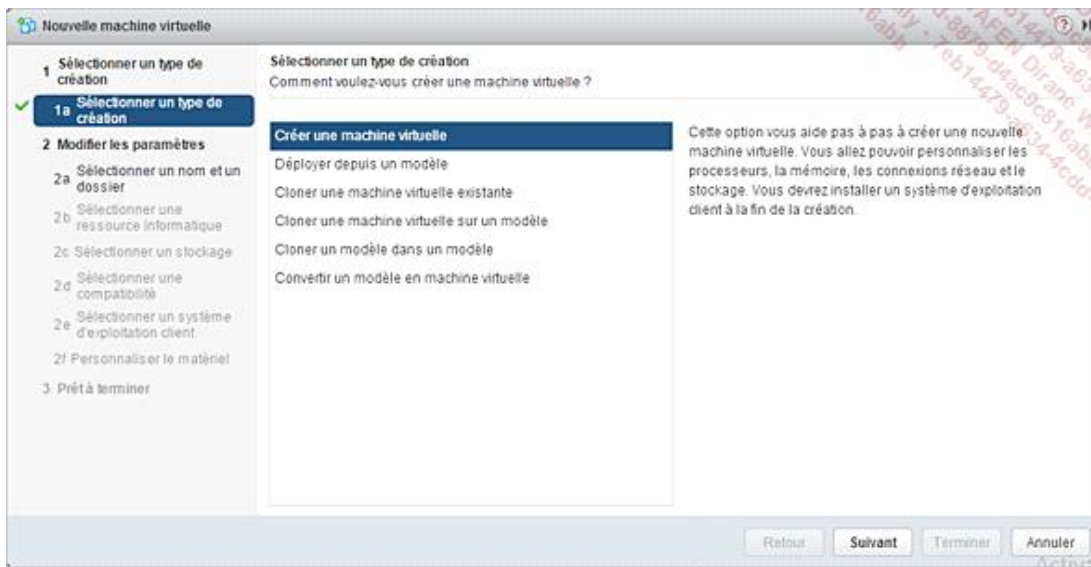 Nouvelle machine virtuelle
1 Sélectionner un type de
création
1a Sélectionner un type de
création
2 Modifier les paramètres
2a Sélectionner un nom et un
dossier
2b Sélectionner une
ressource informatique
2c Sélectionner un stockage
2d Sélectionner une
compatibilité
2e Sélectionner un système
d'exploitation client
2f Personnaliser le matériel
3 Prêt à terminer
Sélectionner un type de création
Comment voulez-vous créer une machine virtuelle ?
Créer une machine virtuelle
Déployer depuis un modèle
Cloner une machine virtuelle existante
Cloner une machine virtuelle sur un modèle
Cloner un modèle dans un modèle
Convertir un modèle en machine virtuelle
Cette option vous aide pas à pas à créer une nouvelle
machine virtuelle. Vous allez pouvoir personnaliser les
processeurs, la mémoire, les connexions réseau et le
stockage. Vous devrez installer un système d'exploitation
client à la fin de la création.
Retour Suivant Terminer Annuler